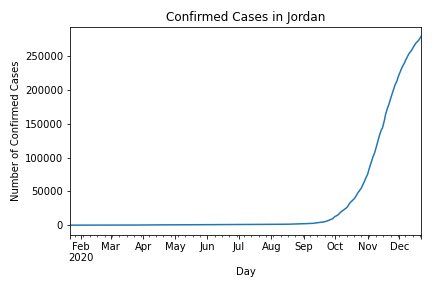 Confirmed Cases in Jordan
Number of Confirmed Cases
250000
200000
150000
100000
50000
0
Feb Mar Apr May Jun Jul Aug Sep Oct Nov Dec
2020
Day